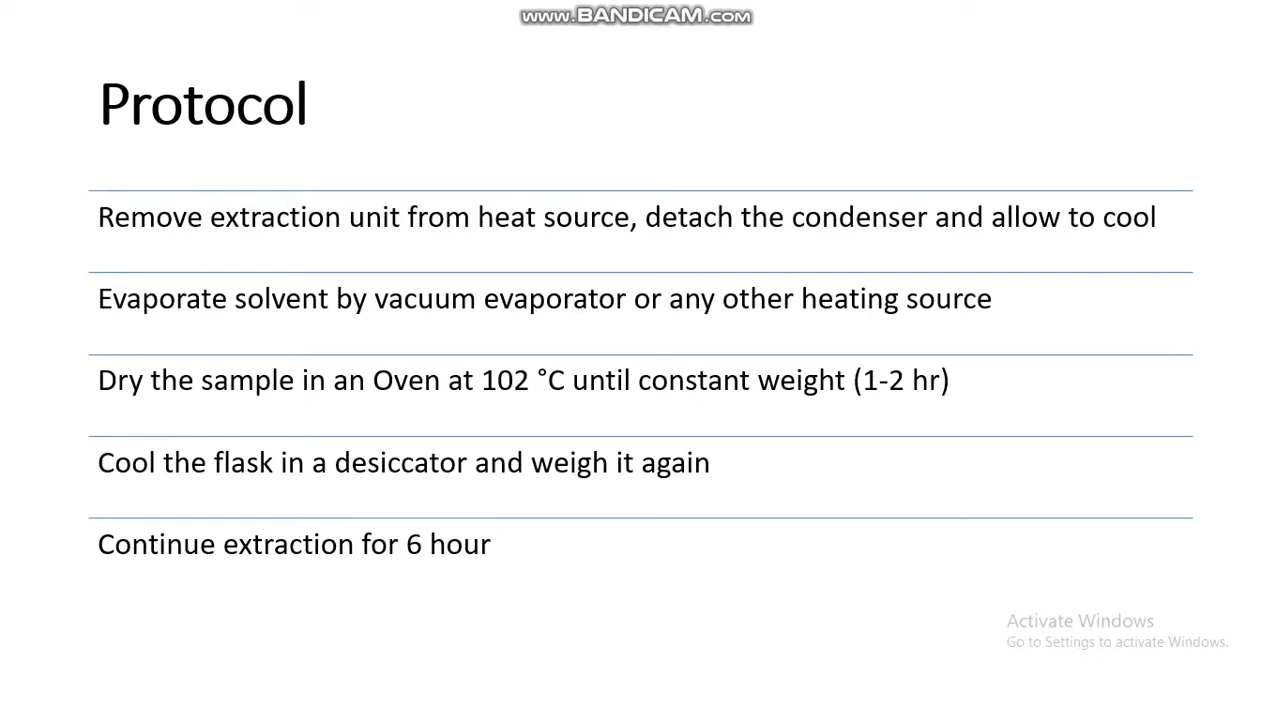 www.BANDICAM.com
Protocol
Remove extraction unit from heat source, detach the condenser and allow to cool
Evaporate solvent by vacuum evaporator or any other heating source
Dry the sample in an Oven at 102 °C until constant weight (1-2 hr)
Cool the flask in a desiccator and weigh it again
Continue extraction for 6 hour
Activate Windows
Go to Settings to activate Windows.